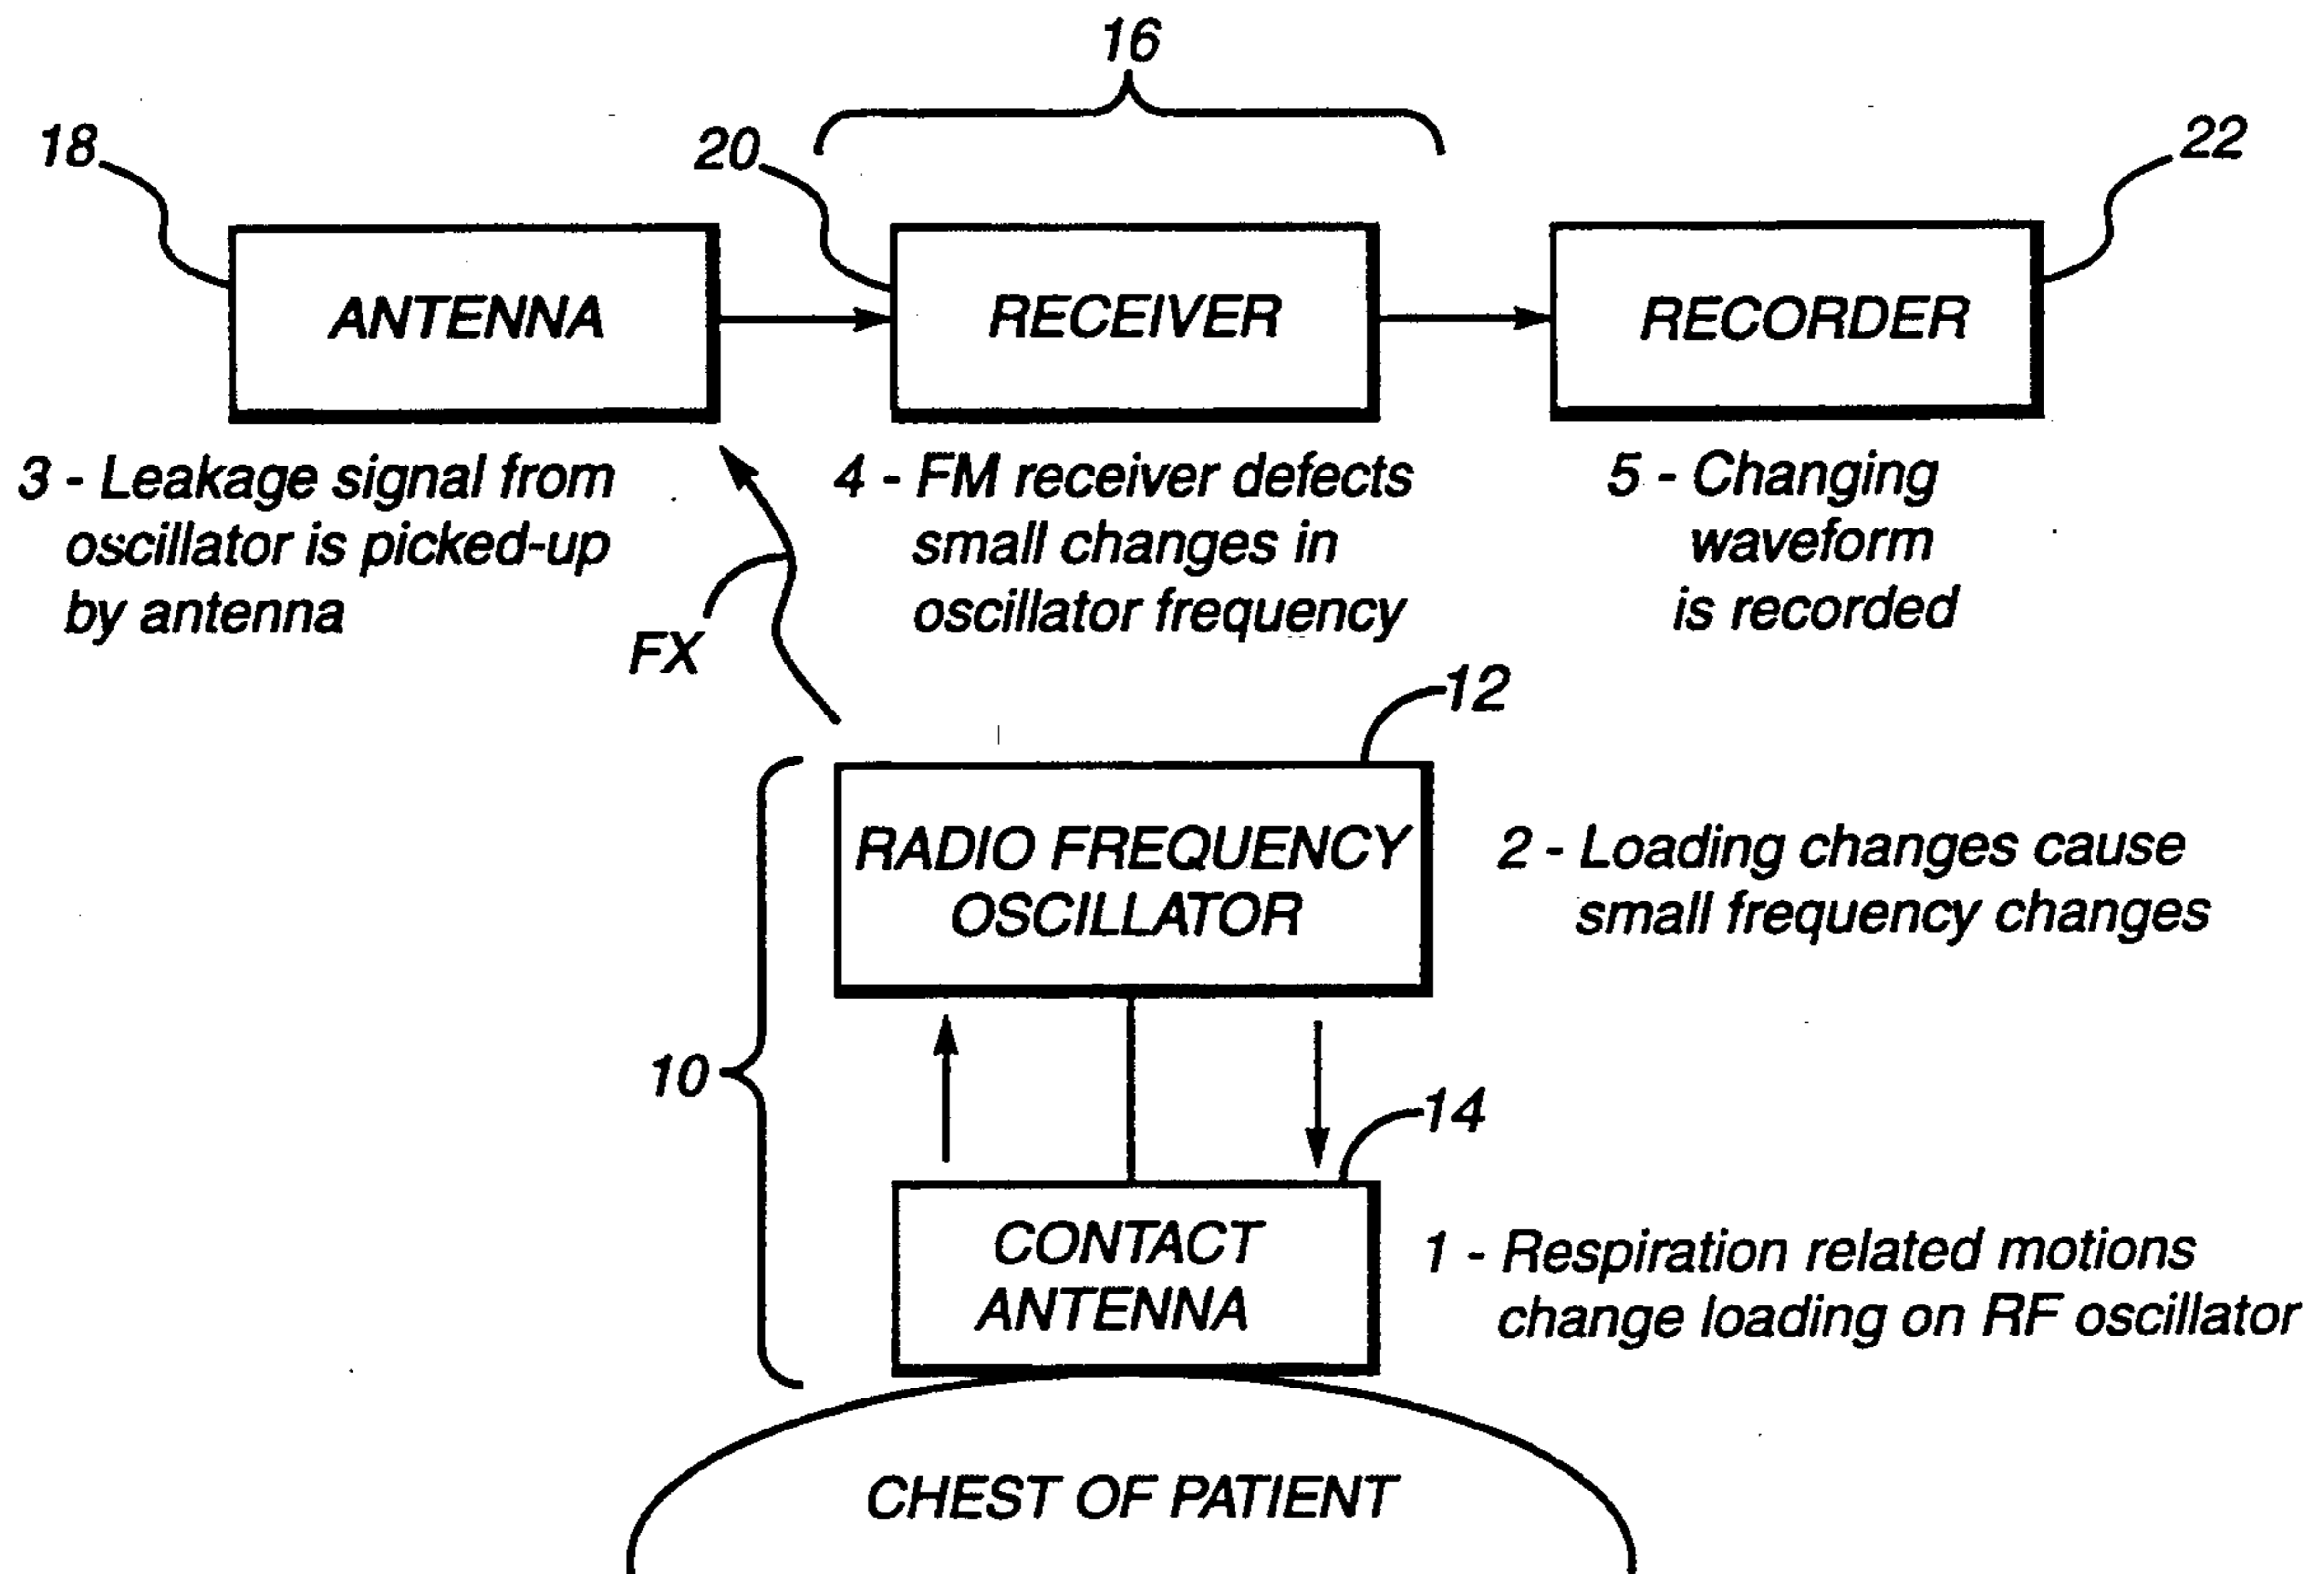 16
18
20
22
ANTENNA
RECEIVER
RECORDER
3 - Leakage signal from
oscillator is picked-up
by antenna
4 - FM receiver defects
small changes in
oscillator frequency
5 - Changing
waveform
is recorded
FX
12
RADIO FREQUENCY
OSCILLATOR
2 - Loading changes cause
small frequency changes
10
14
CONTACT
ANTENNA
1 - Respiration related motions
change loading on RF oscillator
CHEST OF PATIENT